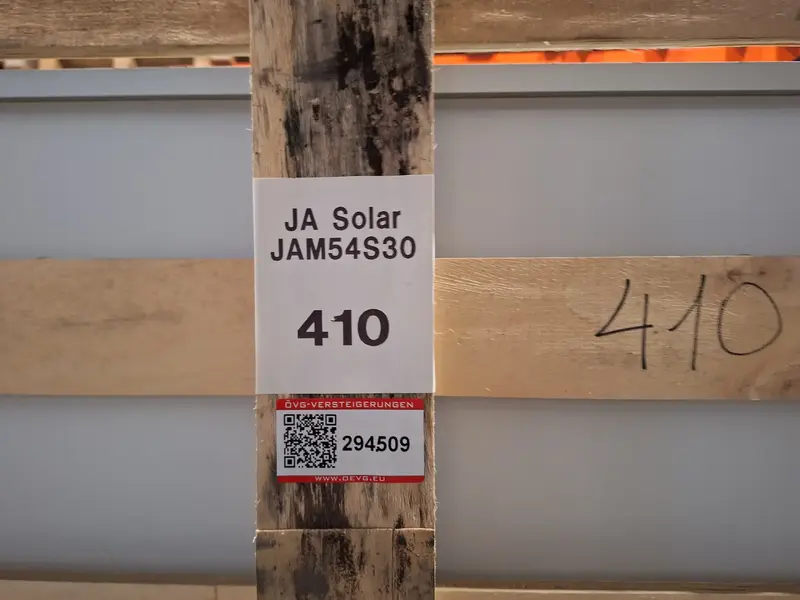 JA Solar
JAM54S30
410
410
ÖVG-VERSTEIGERUNGEN
294509
WWW.OEVG.EU